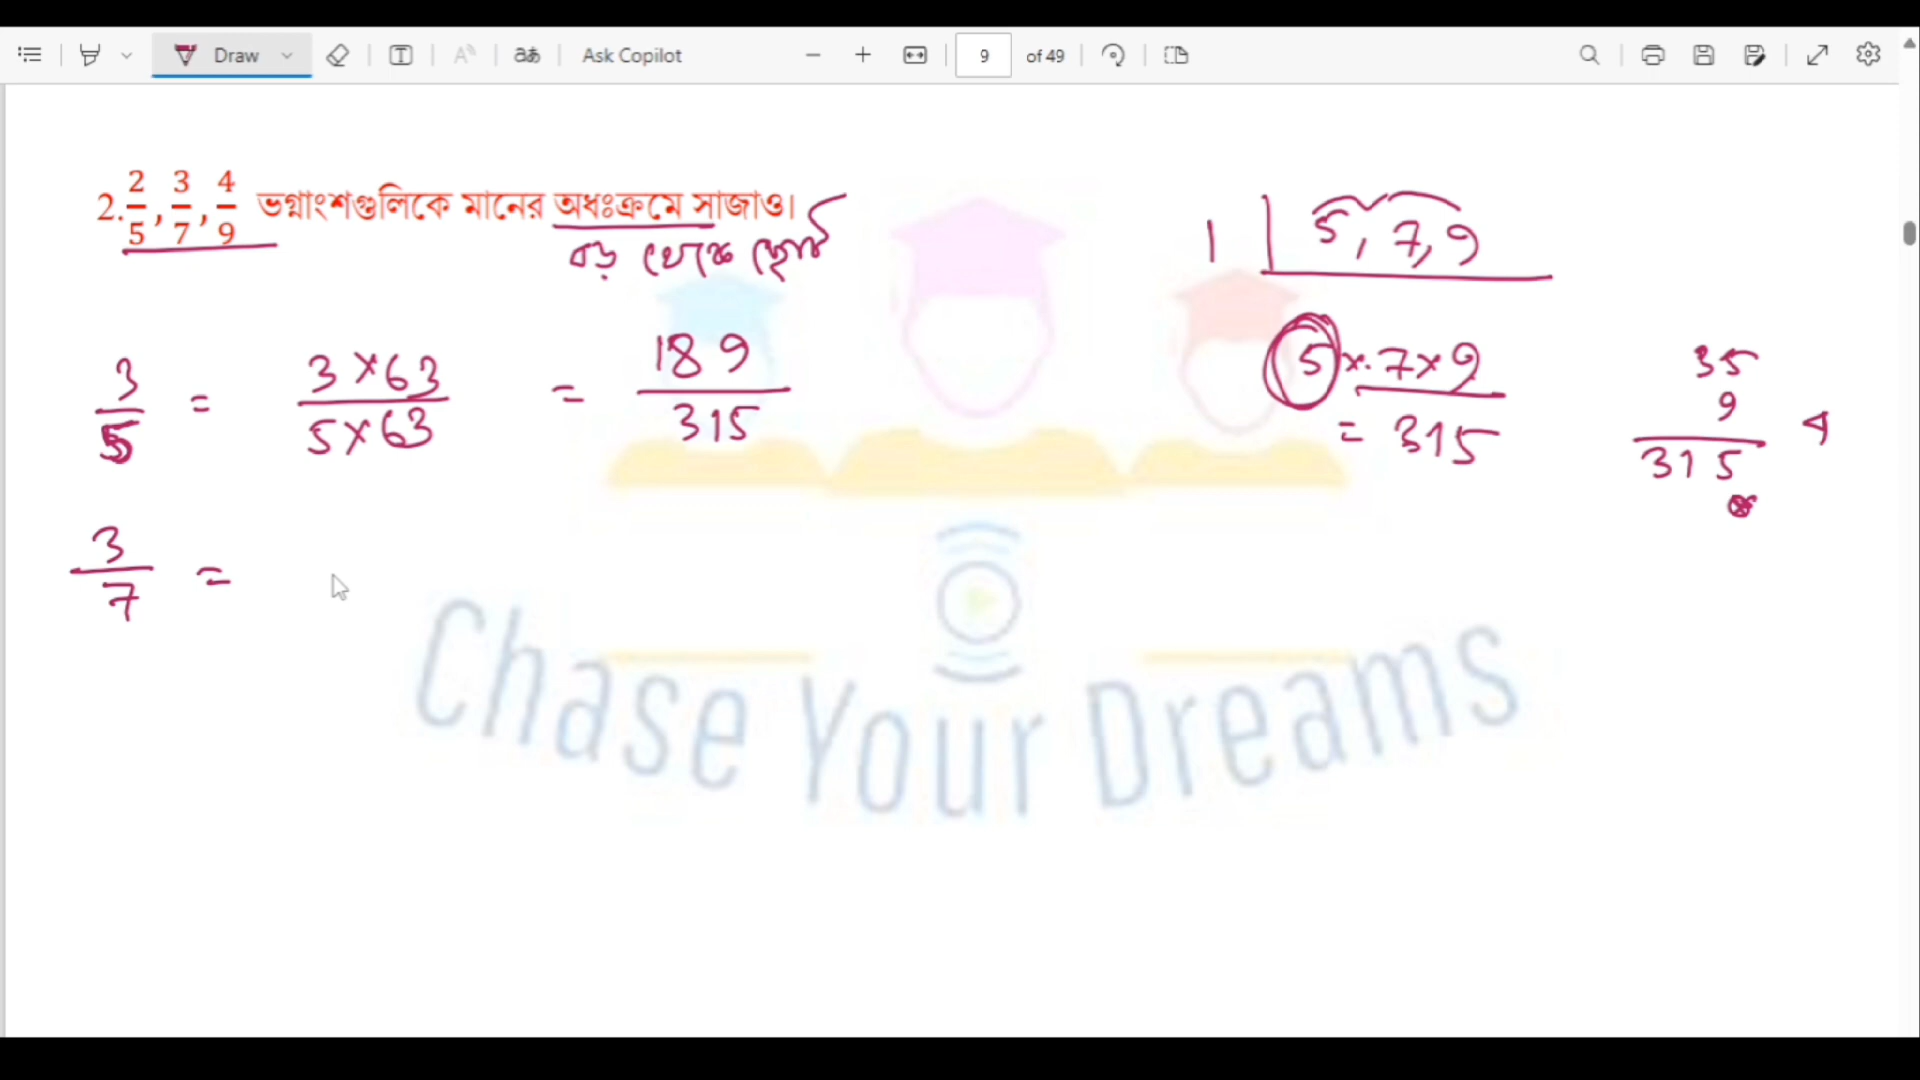 Draw
Ask Copilot
9 of 49
2. 2/5, 3/7, 4/9 ভগ্নাংশগুলিকে মানের অধঃক্রমে সাজাও।
বড় থেকে ছোট
1 | 5, 7, 9
3/5 = 3×63/5×63 = 189/315
5×7×9
= 315
35
9
315
4
3/7 =
Chase Your Dreams